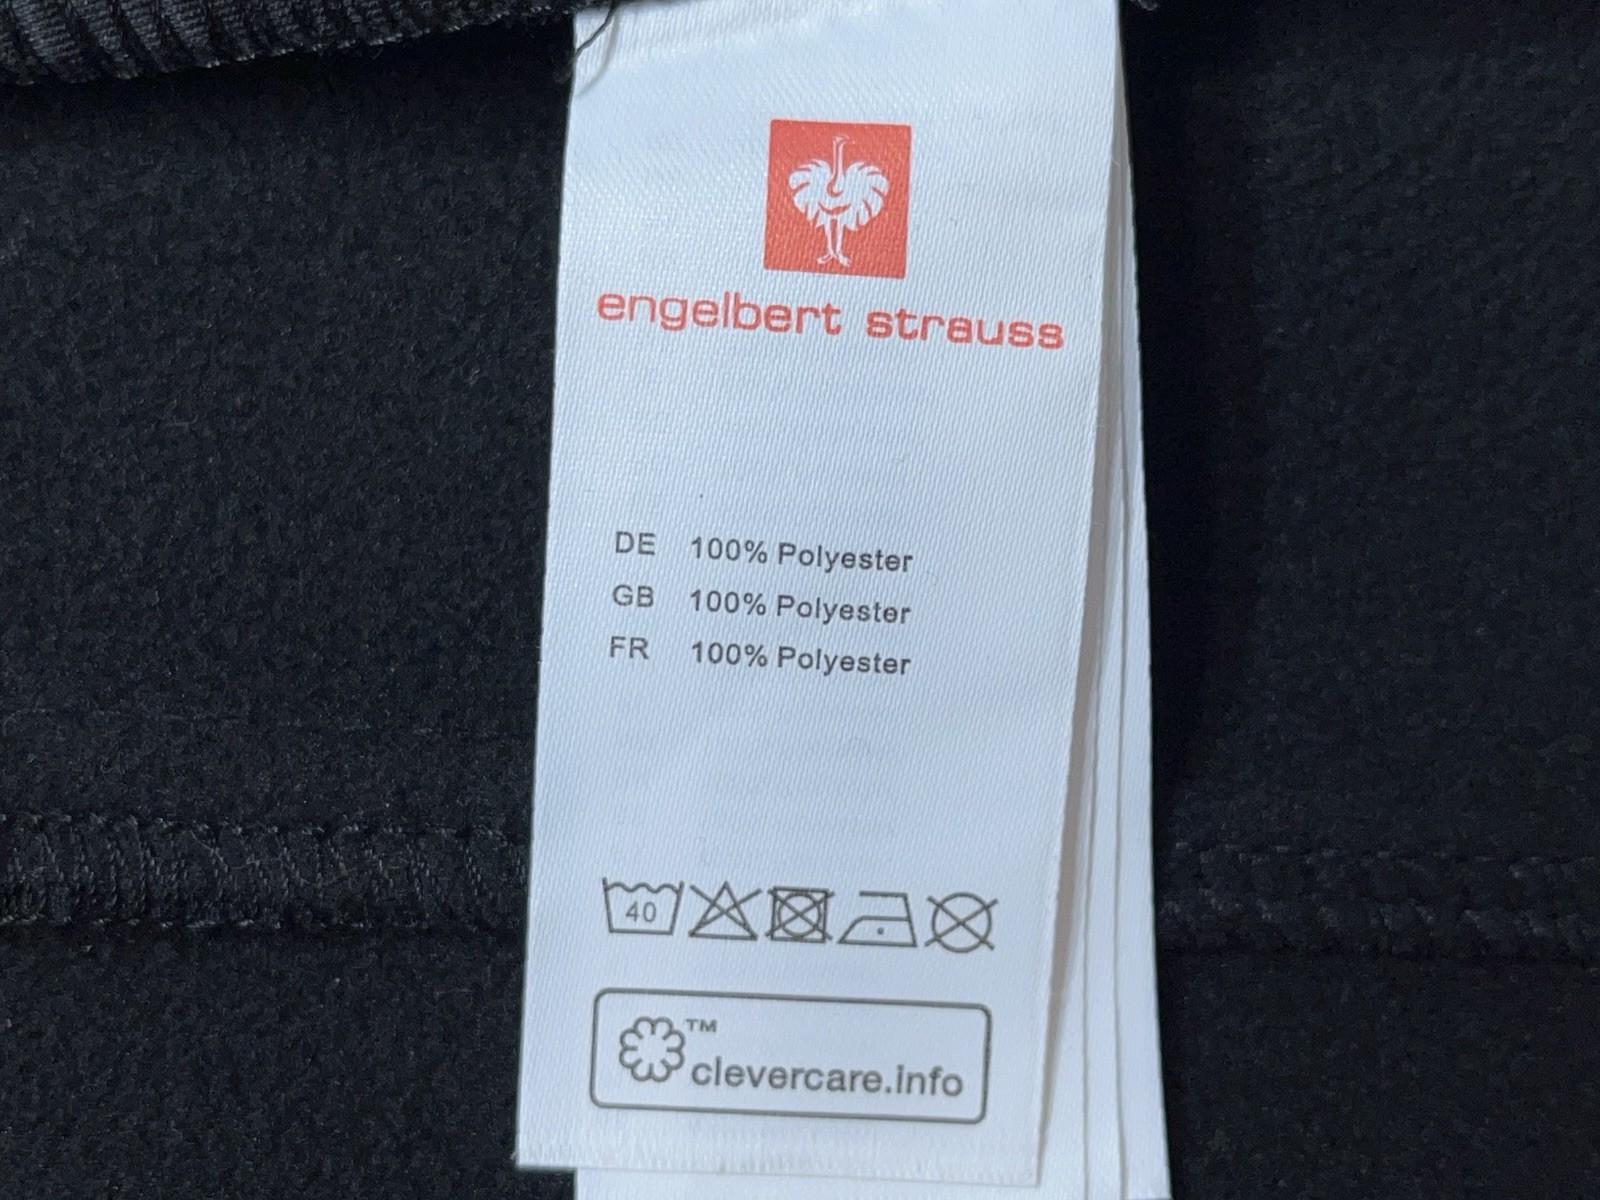 engelbert strauss
DE 100% Polyester
GB 100% Polyester
FR 100% Polyester
40
™
clevercare.info